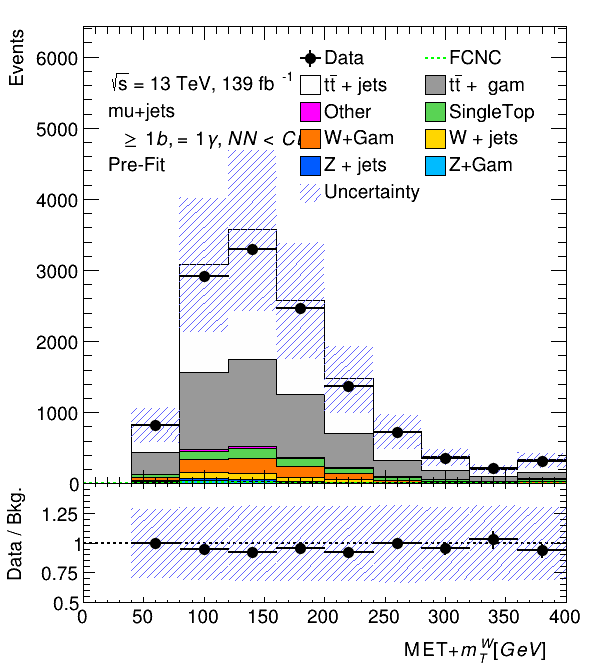 Events
6000
5000
4000
3000
2000
1000
0
√s = 13 TeV, 139 fb -1
mu+jets
≥ 1b, = 1γ, NN <
Pre-Fit
Data
FCNC
tt̄ + jets
tt̄ + gam
Other
SingleTop
W+Gam
W + jets
Z + jets
Z+Gam
Uncertainty
Data / Bkg.
1.25
1
0.75
0.5
0 50 100 150 200 250 300 350 400
MET+m_T^W[GeV]